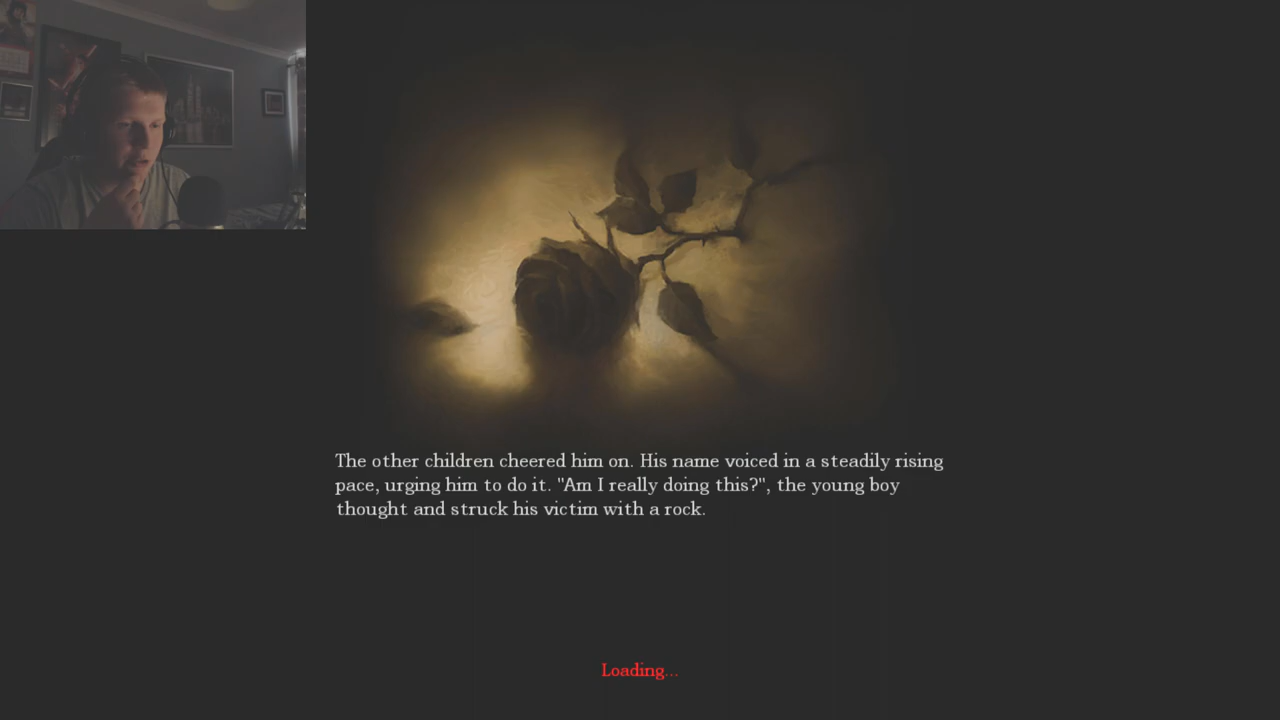 The other children cheered him on. His name voiced in a steadily rising
pace, urging him to do it. "Am I really doing this?", the young boy
thought and struck his victim with a rock.
Loading...